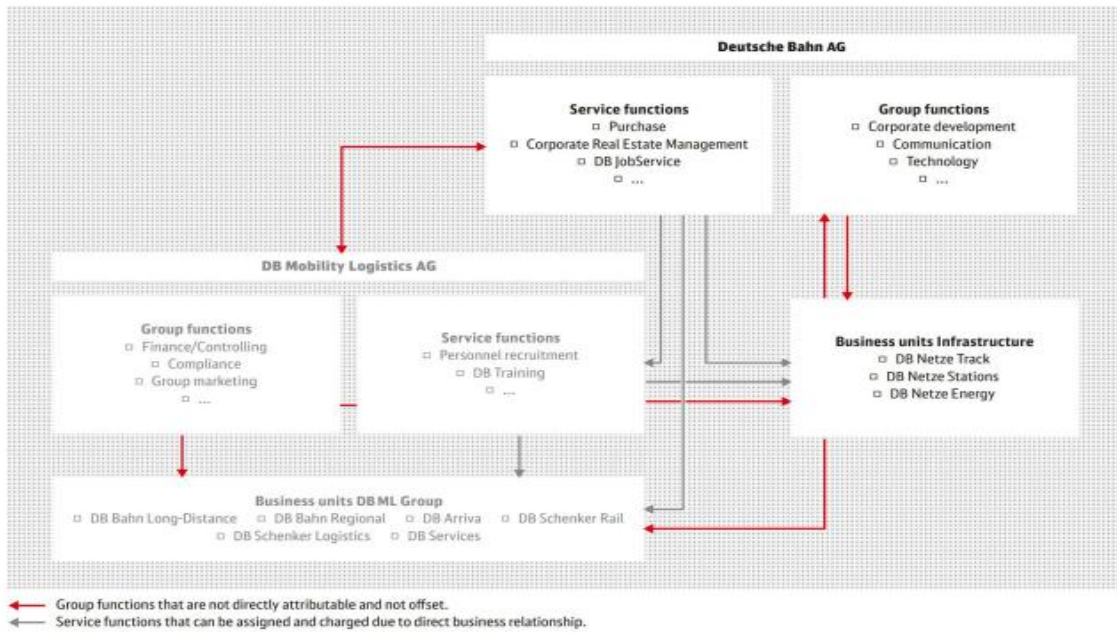 Deutsche Bahn AG
Service functions
Purchase
Corporate Real Estate Management
DB JobService
...
Group functions
Corporate development
Communication
Technology
...
DB Mobility Logistics AG
Group functions
Finance/Controlling
Compliance
Group marketing
...
Service functions
Personnel recruitment
DB Training
...
Business units Infrastructure
DB Netze Track
DB Netze Stations
DB Netze Energy
Business units DB ML Group
DB Bahn Long-Distance DB Bahn Regional DB Arriva DB Schenker Rail
DB Schenker Logistics DB Services
Group functions that are not directly attributable and not offset.
Service functions that can be assigned and charged due to direct business relationship.